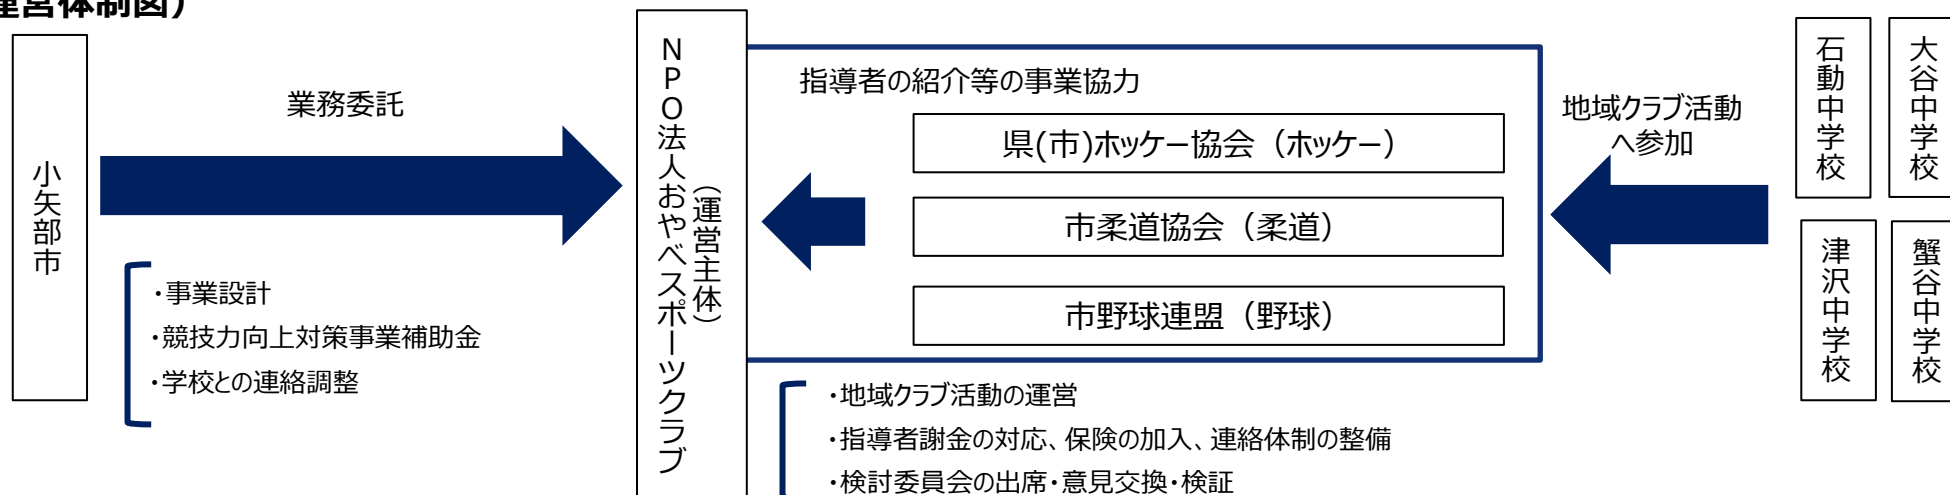 運営体制図）
小矢部市
業務委託
・事業設計
・競技力向上対策事業補助金
・学校との連絡調整
NPO法人おやべスポーツクラブ
（運営主体）
指導者の紹介等の事業協力
県(市)ホッケー協会（ホッケー）
市柔道協会（柔道）
市野球連盟（野球）
・地域クラブ活動の運営
・指導者謝金の対応、保険の加入、連絡体制の整備
・検討委員会の出席・意見交換・検証
地域クラブ活動
へ参加
石動中学校
大谷中学校
津沢中学校
蟹谷中学校